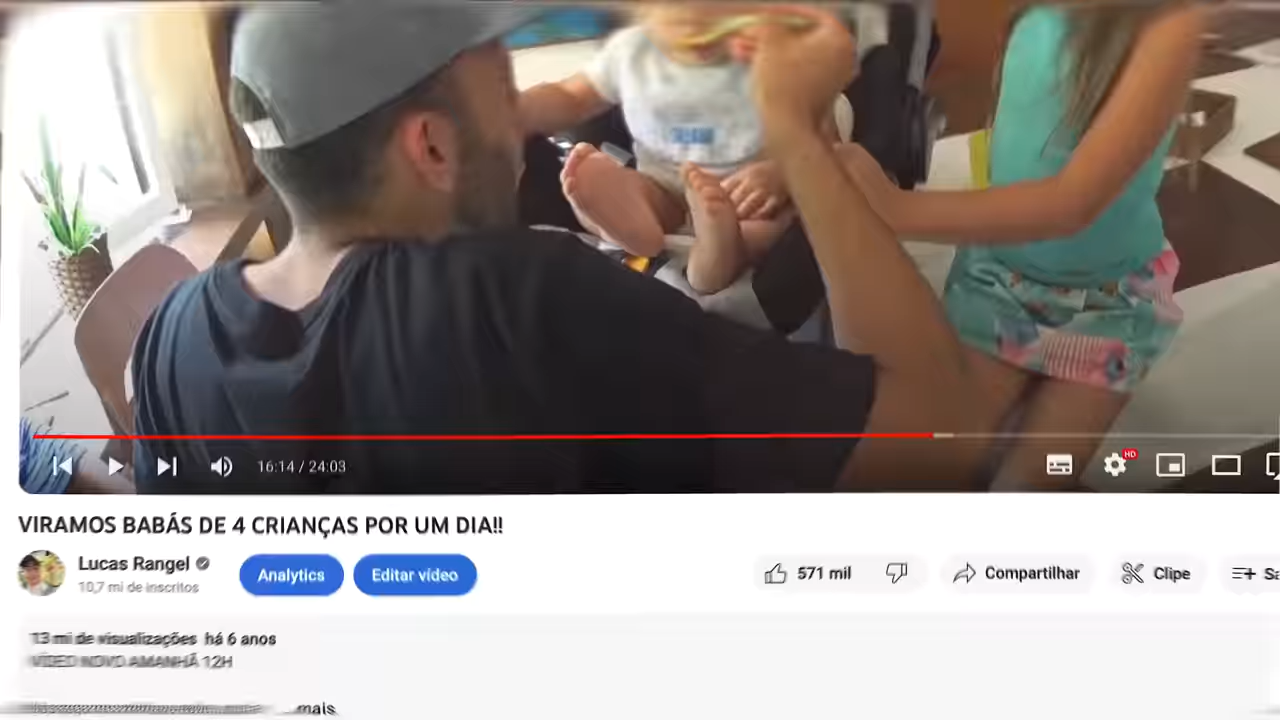 HD
16:14 / 24:03
VIRAMOS BABÁS DE 4 CRIANÇAS POR UM DIA!!
Lucas Rangel
10,7 mi de inscritos
Analytics
Editar vídeo
571 mil
Compartilhar
Clipe
13 mi de visualizações há 6 anos
VÍDEO NOVO AMANHÃ 12H
...mais